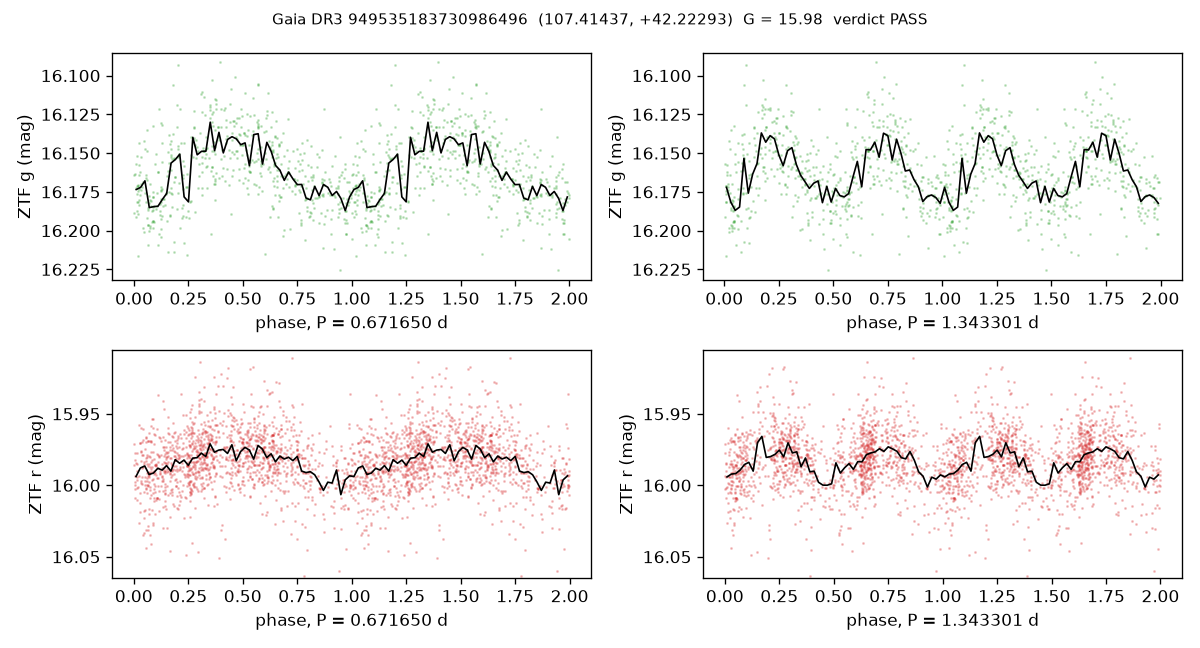 Gaia DR3 949535183730986496 (107.41437, +42.22293) G = 15.98 verdict PASS
ZTF g (mag)
16.100
16.125
16.150
16.175
16.200
16.225
0.00 0.25 0.50 0.75 1.00 1.25 1.50 1.75 2.00
phase, P = 0.671650 d
ZTF g (mag)
16.100
16.125
16.150
16.175
16.200
16.225
0.00 0.25 0.50 0.75 1.00 1.25 1.50 1.75 2.00
phase, P = 1.343301 d
ZTF r (mag)
15.95
16.00
16.05
0.00 0.25 0.50 0.75 1.00 1.25 1.50 1.75 2.00
phase, P = 0.671650 d
ZTF r (mag)
15.95
16.00
16.05
0.00 0.25 0.50 0.75 1.00 1.25 1.50 1.75 2.00
phase, P = 1.343301 d